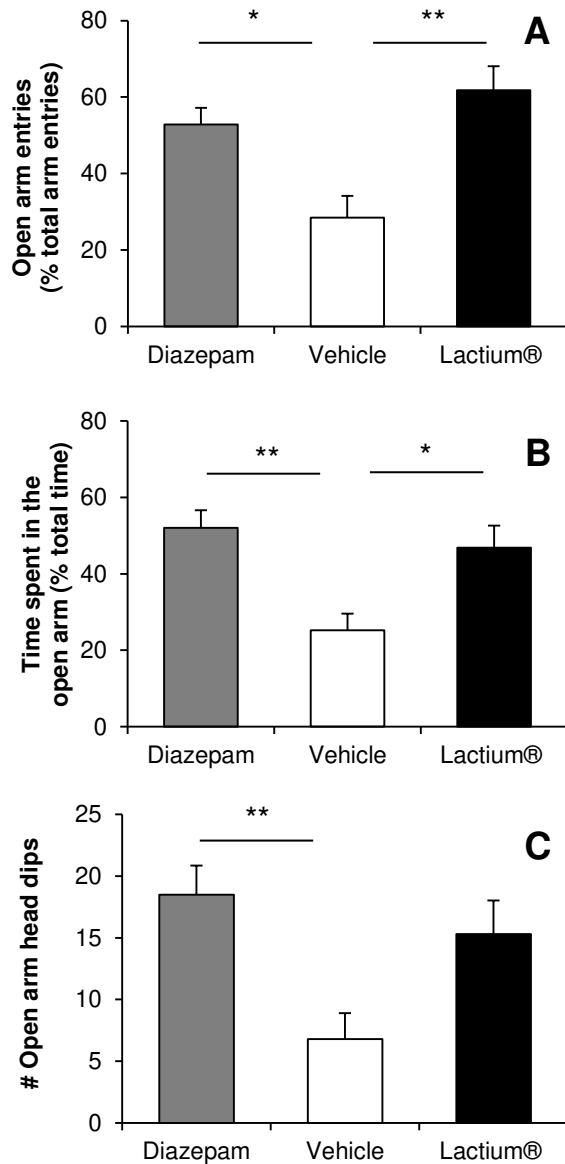 A
*
**
80
60
40
20
0
Open arm entries
(% total arm entries)
Diazepam Vehicle Lactium®
B
**
*
80
60
40
20
0
Time spent in the
open arm (% total time)
Diazepam Vehicle Lactium®
C
**
25
20
15
10
5
0
# Open arm head dips
Diazepam Vehicle Lactium®